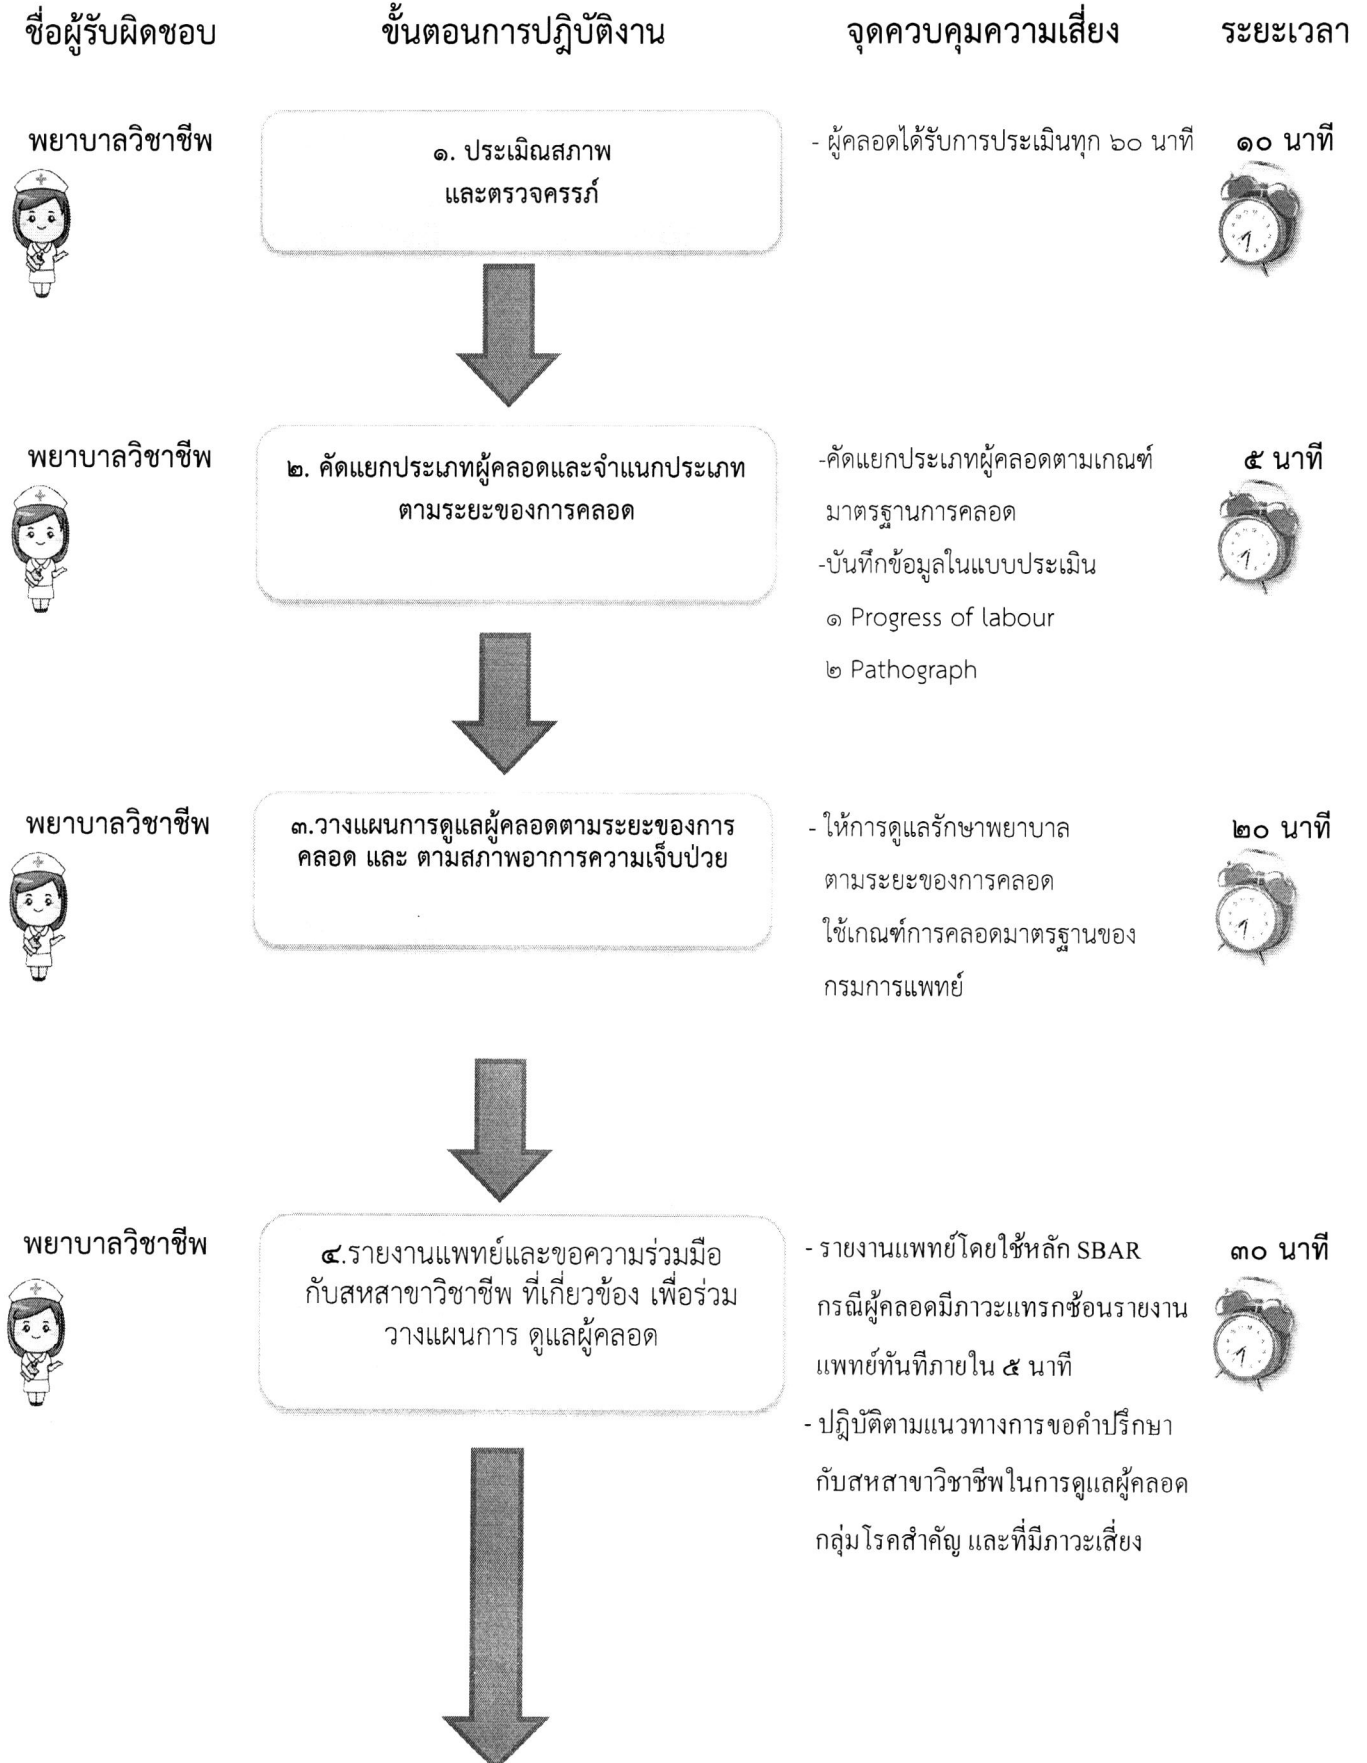 ชื่อผู้รับผิดชอบ ขั้นตอนการปฎิบัติงาน จุดควบคุมความเสี่ยง ระยะเวลา
พยาบาลวิชาชีพ
๑. ประเมิณสภาพ
และตรวจครรภ์
- ผู้คลอดได้รับการประเมินทุก ๖๐ นาที
๑๐ นาที
พยาบาลวิชาชีพ
๒. คัดแยกประเภทผู้คลอดและจำแนกประเภท
ตามระยะของการคลอด
-คัดแยกประเภทผู้คลอดตามเกณฑ์
มาตรฐานการคลอด
-บันทึกข้อมูลในแบบประเมิน
๑ Progress of labour
๒ Pathograph
๕ นาที
พยาบาลวิชาชีพ
๓.วางแผนการดูแลผู้คลอดตามระยะของการ
คลอด และ ตามสภาพอาการความเจ็บป่วย
- ให้การดูแลรักษาพยาบาล
ตามระยะของการคลอด
ใช้เกณฑ์การคลอดมาตรฐานของ
กรมการแพทย์
๒๐ นาที
พยาบาลวิชาชีพ
๔.รายงานแพทย์และขอความร่วมมือ
กับสหสาขาวิชาชีพ ที่เกี่ยวข้อง เพื่อร่วม
วางแผนการ ดูแลผู้คลอด
- รายงานแพทย์โดยใช้หลัก SBAR
กรณีผู้คลอดมีภาวะแทรกซ้อนรายงาน
แพทย์ทันทีภายใน ๕ นาที
- ปฎิบัติตามแนวทางการขอคำปรึกษา
กับสหสาขาวิชาชีพในการดูแลผู้คลอด
กลุ่มโรคสำคัญ และที่มีภาวะเสี่ยง
๓๐ นาที